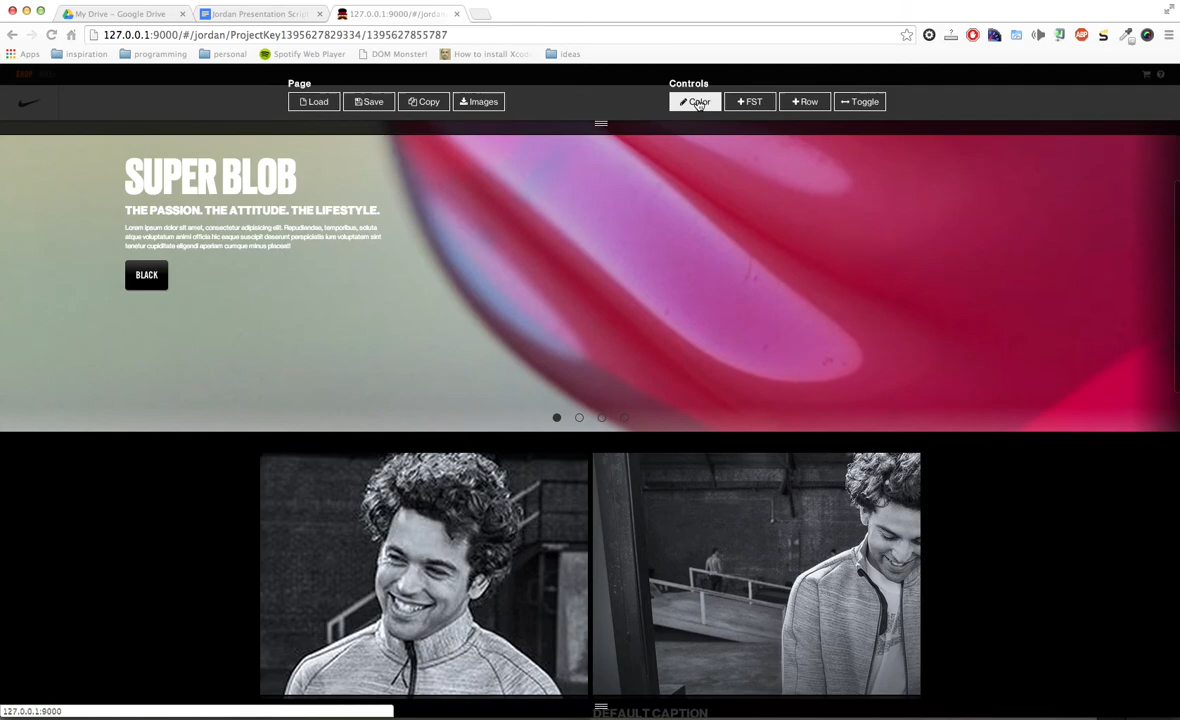 My Drive – Google Drive
Jordan Presentation Scrip
127.0.0.1:9000/#/jordan
127.0.0.1:9000/#/jordan/ProjectKey1395627829334/1395627855787
ABP
Apps
inspiration
programming
personal
Spotify Web Player
DOM Monster!
How to install Xcod
ideas
SHOP
Page
Controls
Load
Save
Copy
Images
Color
FST
Row
Toggle
SUPER BLOB
THE PASSION. THE ATTITUDE. THE LIFESTYLE.
Lorem ipsum dolor sit amet, consectetur adipisicing elit. Repudiandae, temporibus, soluta
atque voluptatum animi officia hic eaque suscipit deserunt perspiciatis iure voluptatem sint
tenetur cupiditate eligendi aperiam cumque minus placeat!
BLACK
DEFAULT CAPTION
127.0.0.1:9000